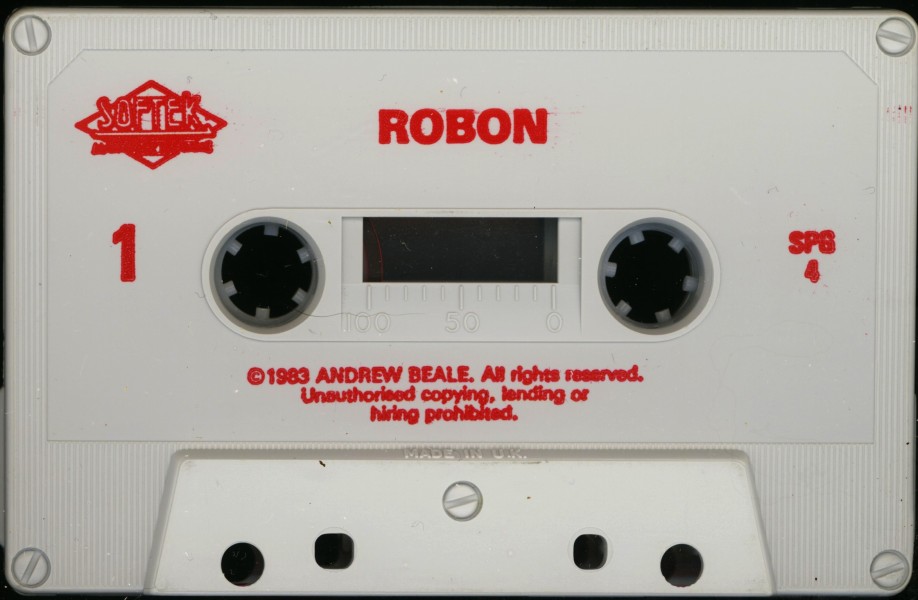 SOFTEK
ROBON
1
SPG
4
100 50 0
©1983 ANDREW BEALE. All rights reserved.
Unauthorised copying, lending or
hiring prohibited.
MADE IN U.K.